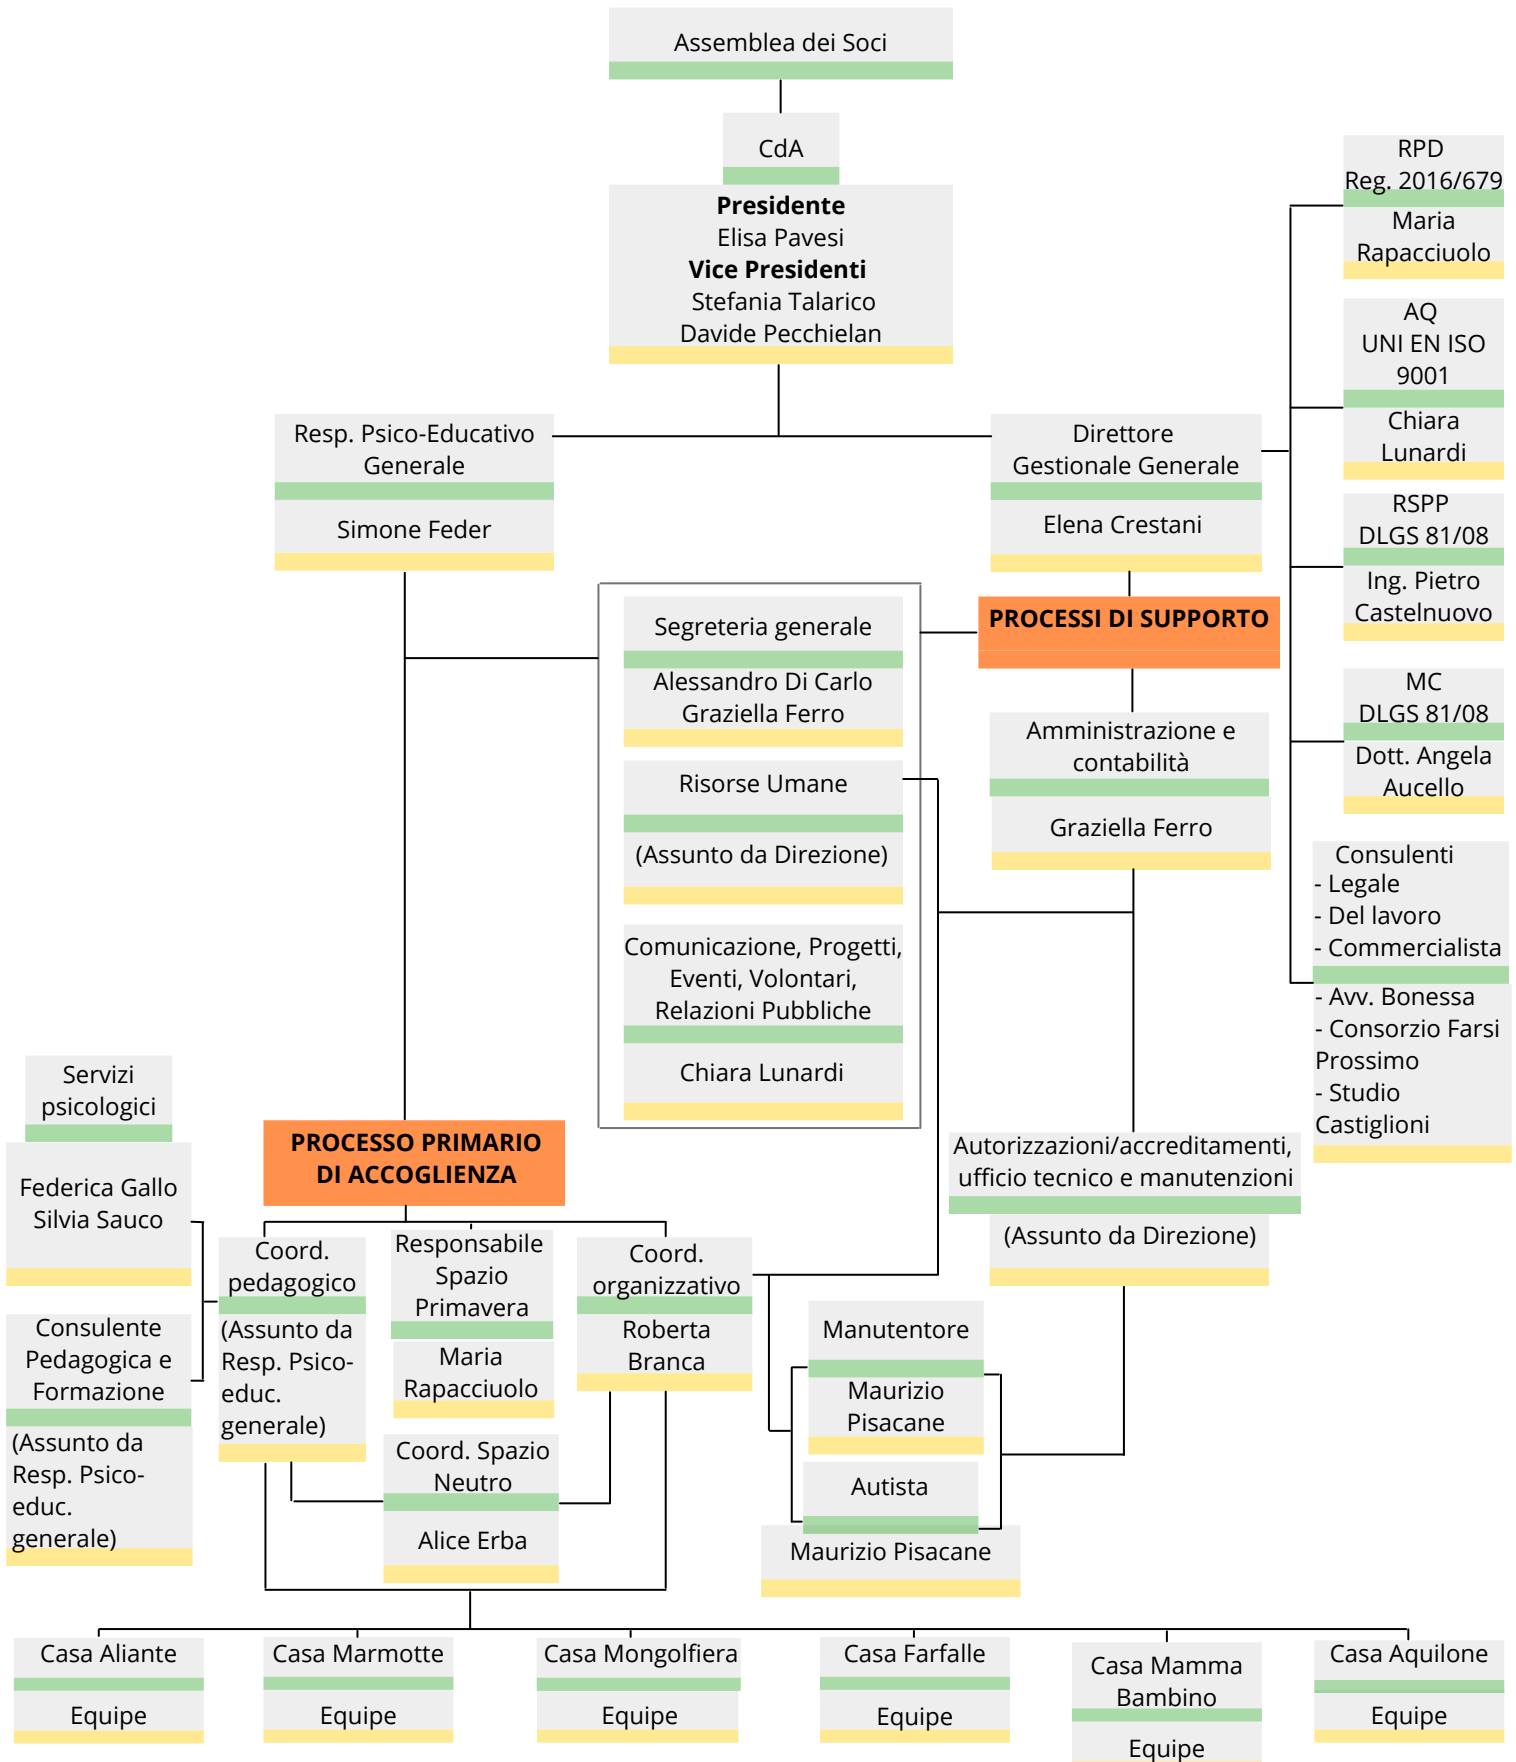 Assemblea dei Soci
CdA
Presidente
Elisa Pavesi
Vice Presidenti
Stefania Talarico
Davide Pecchielan
RPD
Reg. 2016/679
Maria
Rapacciuolo
AQ
UNI EN ISO
9001
Chiara
Lunardi
RSPP
DLGS 81/08
Ing. Pietro
Castelnuovo
MC
DLGS 81/08
Dott. Angela
Aucello
Consulenti
- Legale
- Del lavoro
- Commercialista
- Avv. Bonessa
- Consorzio Farsi
Prossimo
- Studio
Castiglioni
Resp. Psico-Educativo
Generale
Simone Feder
Direttore
Gestionale Generale
Elena Crestani
PROCESSI DI SUPPORTO
Segreteria generale
Alessandro Di Carlo
Graziella Ferro
Risorse Umane
(Assunto da Direzione)
Comunicazione, Progetti,
Eventi, Volontari,
Relazioni Pubbliche
Chiara Lunardi
Amministrazione e
contabilità
Graziella Ferro
Autorizzazioni/accreditamenti,
ufficio tecnico e manutenzioni
(Assunto da Direzione)
Servizi
psicologici
Federica Gallo
Silvia Sauco
Consulente
Pedagogica e
Formazione
(Assunto da
Resp. Psico-
educ.
generale)
PROCESSO PRIMARIO
DI ACCOGLIENZA
Coord.
pedagogico
(Assunto da
Resp. Psico-
educ.
generale)
Responsabile
Spazio
Primavera
Maria
Rapacciuolo
Coord.
organizzativo
Roberta
Branca
Coord. Spazio
Neutro
Alice Erba
Manutentore
Maurizio
Pisacane
Autista
Maurizio Pisacane
Casa Aliante
Equipe
Casa Marmotte
Equipe
Casa Mongolfiera
Equipe
Casa Farfalle
Equipe
Casa Mamma
Bambino
Equipe
Casa Aquilone
Equipe